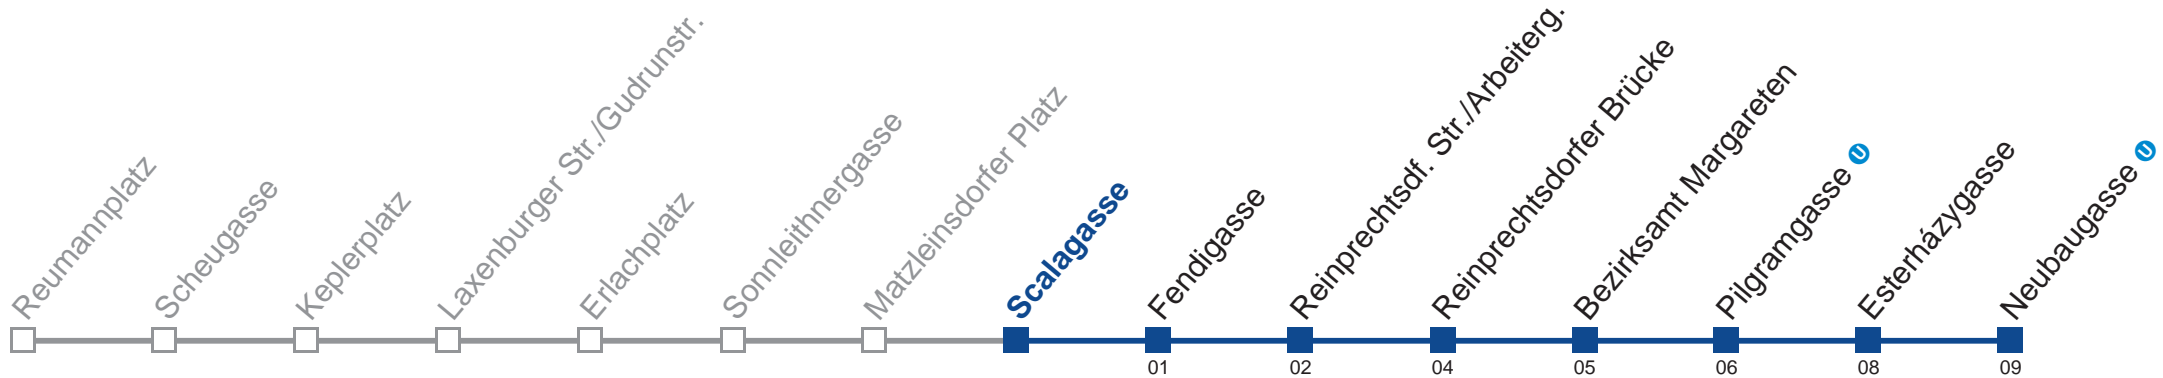 Reumannplatz
Scheugasse
Keplerplatz
Laxenburger Str./Gudrunstr.
Erlachplatz
Sonnleithnergasse
Matzleinsdorfer Platz
Scalagasse
Fendigasse
Reinprechtsdf. Str./Arbeiterg.
Reinprechtsdorfer Brücke
Bezirksamt Margareten
Pilgramgasse U
Esterházygasse
Neubaugasse U
01 02 04 05 06 08 09